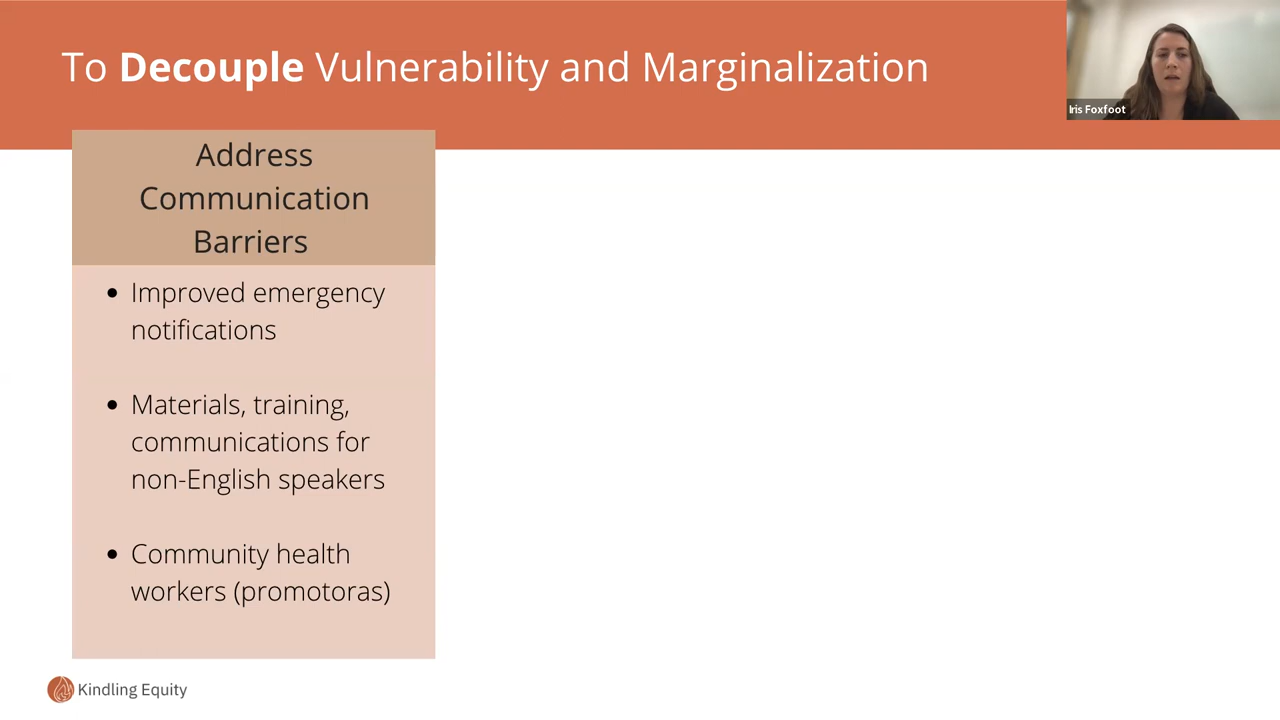 To Decouple Vulnerability and Marginalization
Iris Foxfoot
Address
Communication
Barriers
• Improved emergency
notifications
• Materials, training,
communications for
non-English speakers
• Community health
workers (promotoras)
Kindling Equity